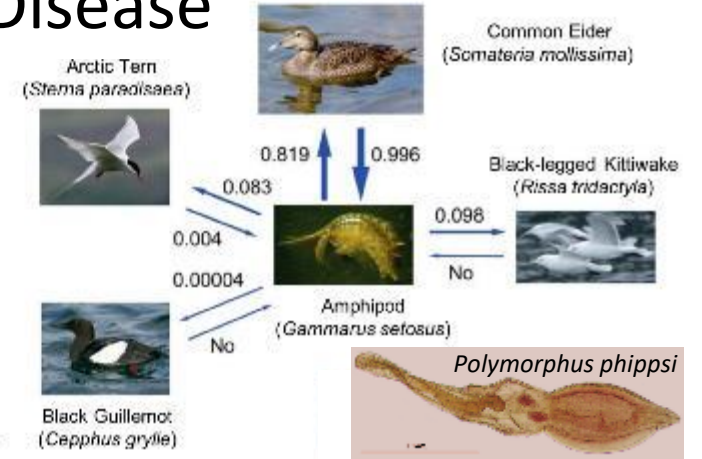 Disease
Common Eider
(Somateria mollissima)
Arctic Tern
(Sterna paradisaea)
0.819
0.996
Black-legged Kittiwake
(Rissa tridactyla)
0.083
0.098
0.004
No
0.00004
Amphipod
(Gammarus setosus)
No
Polymorphus phippsi
Black Guillemot
(Cepphus grylle)